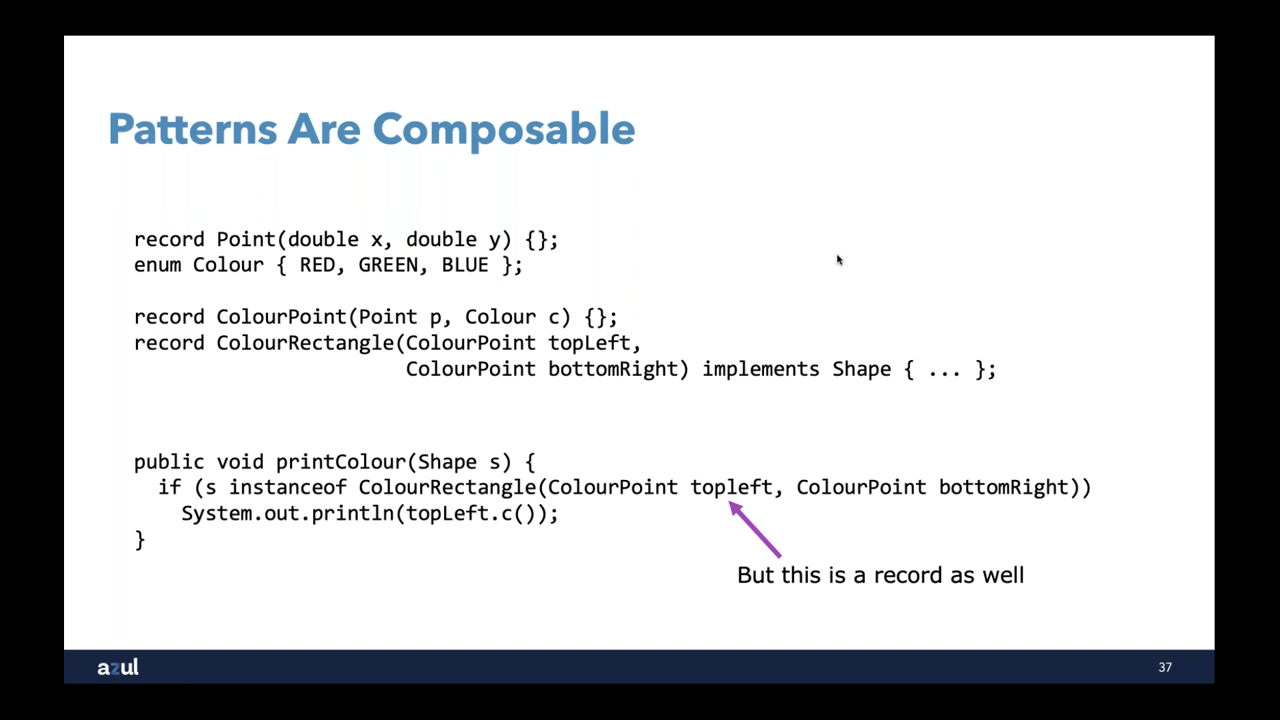 Patterns Are Composable
record Point(double x, double y) {};
enum Colour { RED, GREEN, BLUE };
record ColourPoint(Point p, Colour c) {};
record ColourRectangle(ColourPoint topLeft,
ColourPoint bottomRight) implements Shape { ... };
public void printColour(Shape s) {
if (s instanceof ColourRectangle(ColourPoint topleft, ColourPoint bottomRight))
System.out.println(topLeft.c());
}
But this is a record as well
azul
37